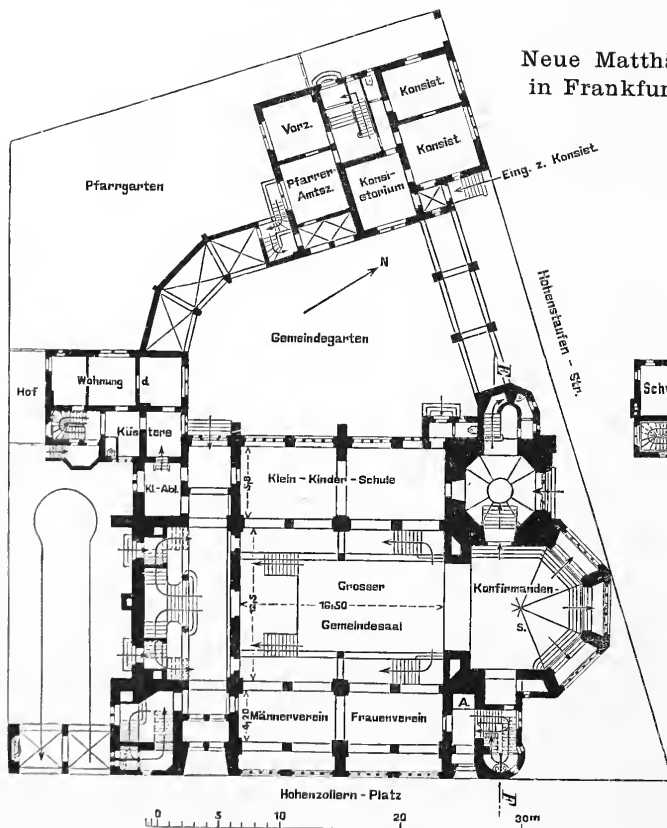 Neue Matthä
in Frankfur
Konsist.
Vorz.
Konsist.
Pfarrer-
Amtsz.
Konsi-
storium
Eing. z. Konsist.
Pfarrgarten
N
Hohenstaufen - Str.
Gemeindegarten
Hof
Wohnung d.
Küsters
Schw
E
Kl.-Abl.
Klein - Kinder - Schule
5,8
Grosser
16,50
Gemeindesaal
Konfirmanden-
S.
Männerverein
Frauenverein
4,20
A.
F
Hohenzollern - Platz
0 5 10 20 30m